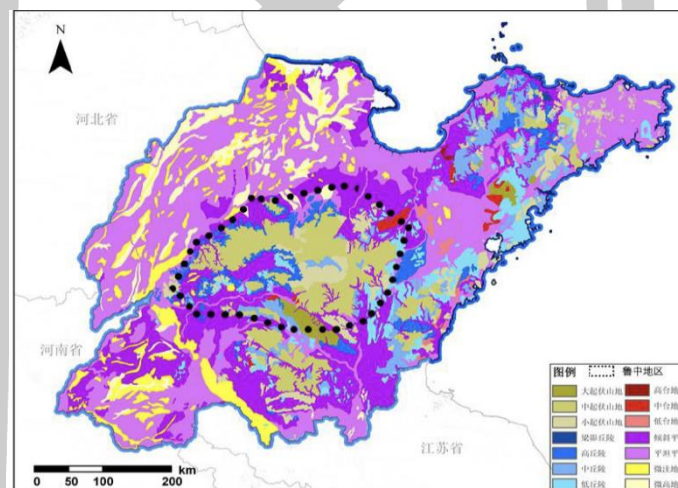 N
河北省
河南省
江苏省
0 50 100 200 km
图例 鲁中地区
大起伏山地 高台地
中起伏山地 中台地
小起伏山地 低台地
梁峁丘陵 倾斜平
高丘陵 平坦平
中丘陵 微洼地
低丘陵 微高地